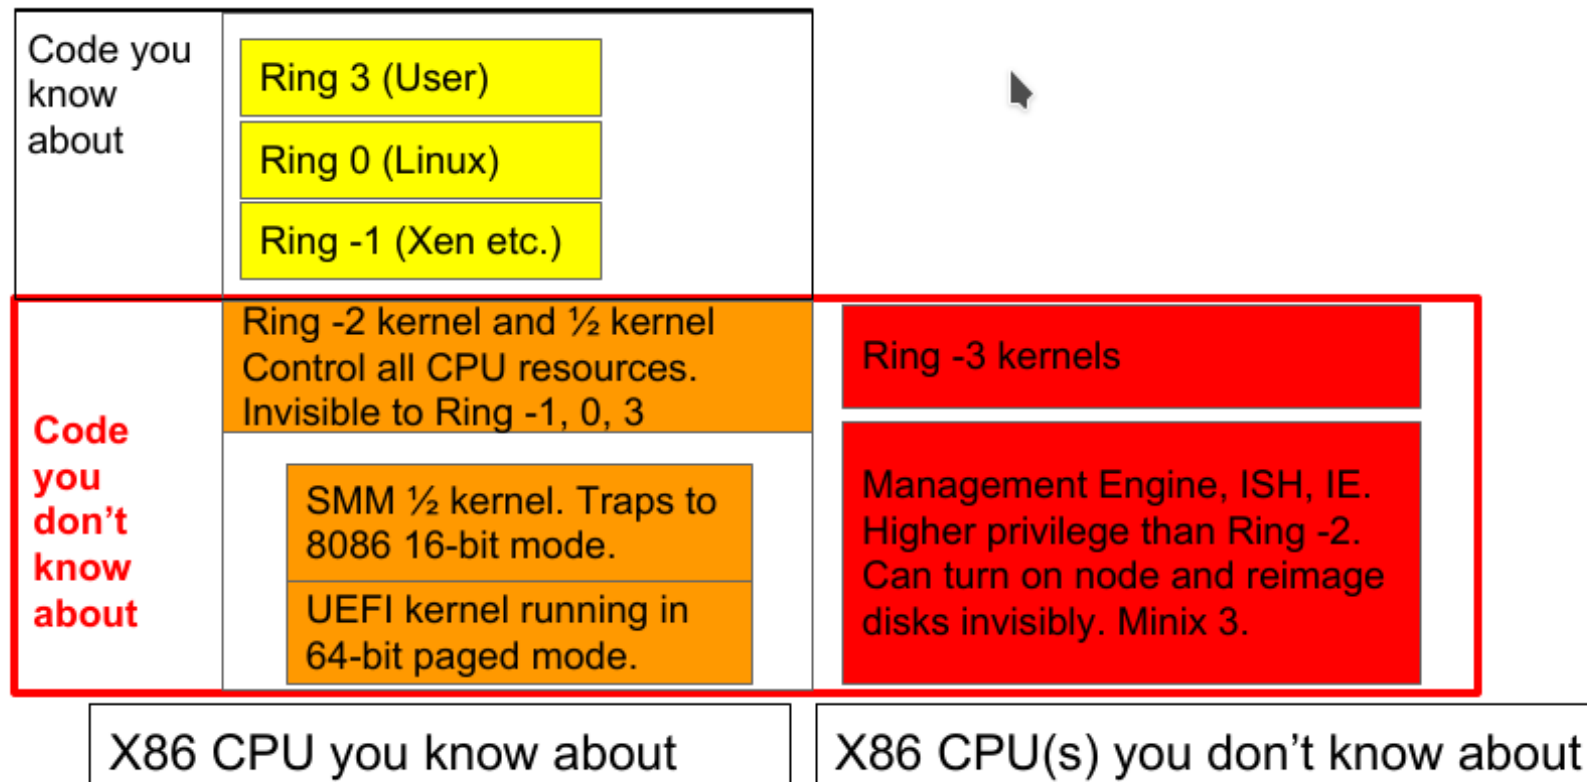 Code you
know
about
Ring 3 (User)
Ring 0 (Linux)
Ring -1 (Xen etc.)
Code
you
don't
know
about
Ring -2 kernel and ½ kernel
Control all CPU resources.
Invisible to Ring -1, 0, 3
SMM ½ kernel. Traps to
8086 16-bit mode.
UEFI kernel running in
64-bit paged mode.
Ring -3 kernels
Management Engine, ISH, IE.
Higher privilege than Ring -2.
Can turn on node and reimage
disks invisibly. Minix 3.
X86 CPU you know about
X86 CPU(s) you don't know about